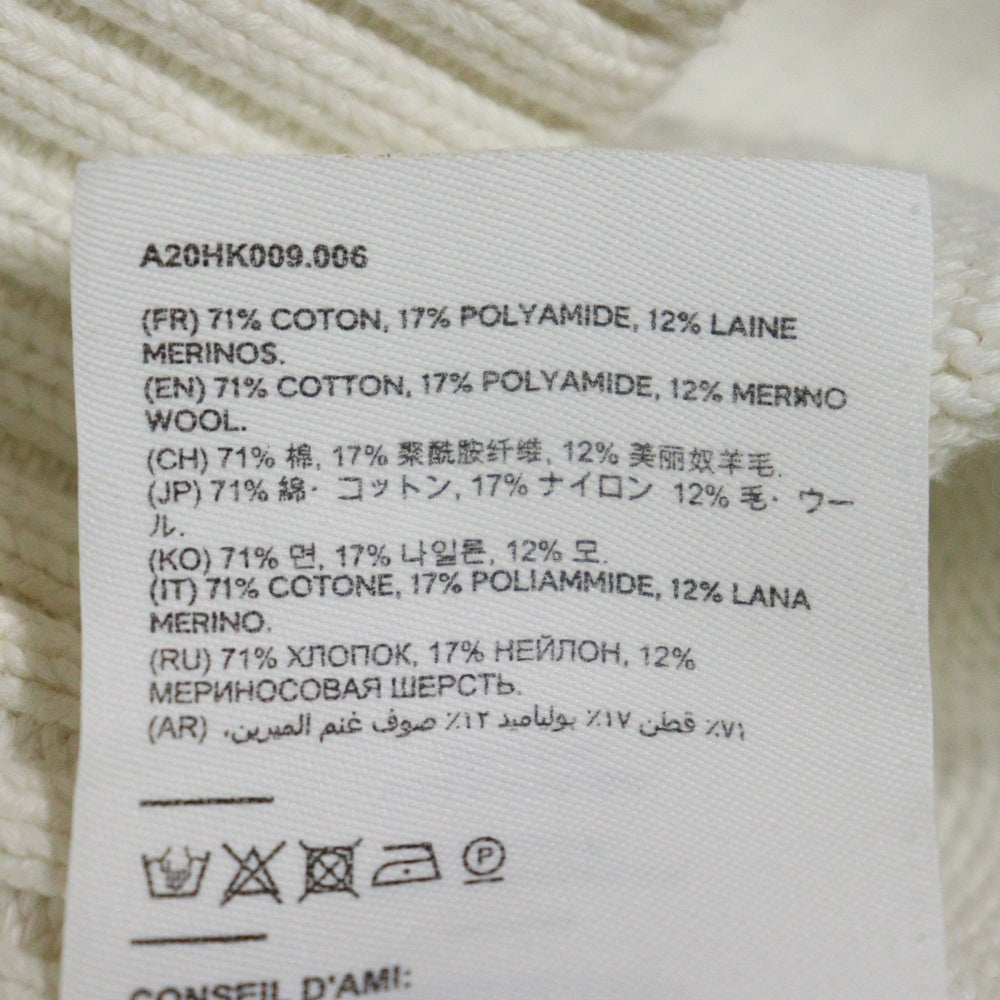 A20HK009.006
(FR) 71% COTON, 17% POLYAMIDE, 12% LAINE
MERINOS.
(EN) 71% COTTON, 17% POLYAMIDE, 12% MERINO
WOOL.
(CH) 71% 棉, 17% 聚酰胺纤维, 12% 美丽奴羊毛.
(JP) 71% 綿・コットン, 17% ナイロン 12% 毛・ウー
ル.
(KO) 71% 면, 17% 나일론, 12% 모.
(IT) 71% COTONE, 17% POLIAMMIDE, 12% LANA
MERINO.
(RU) 71% ХЛОПОК, 17% НЕЙЛОН, 12%
МЕРИНОСОВАЯ ШЕРСТЬ.
(AR) ٧١٪ قطن ١٧٪ بولياميد ١٢٪ صوف غنم الميرين،
P
CONSEIL D'AMI: